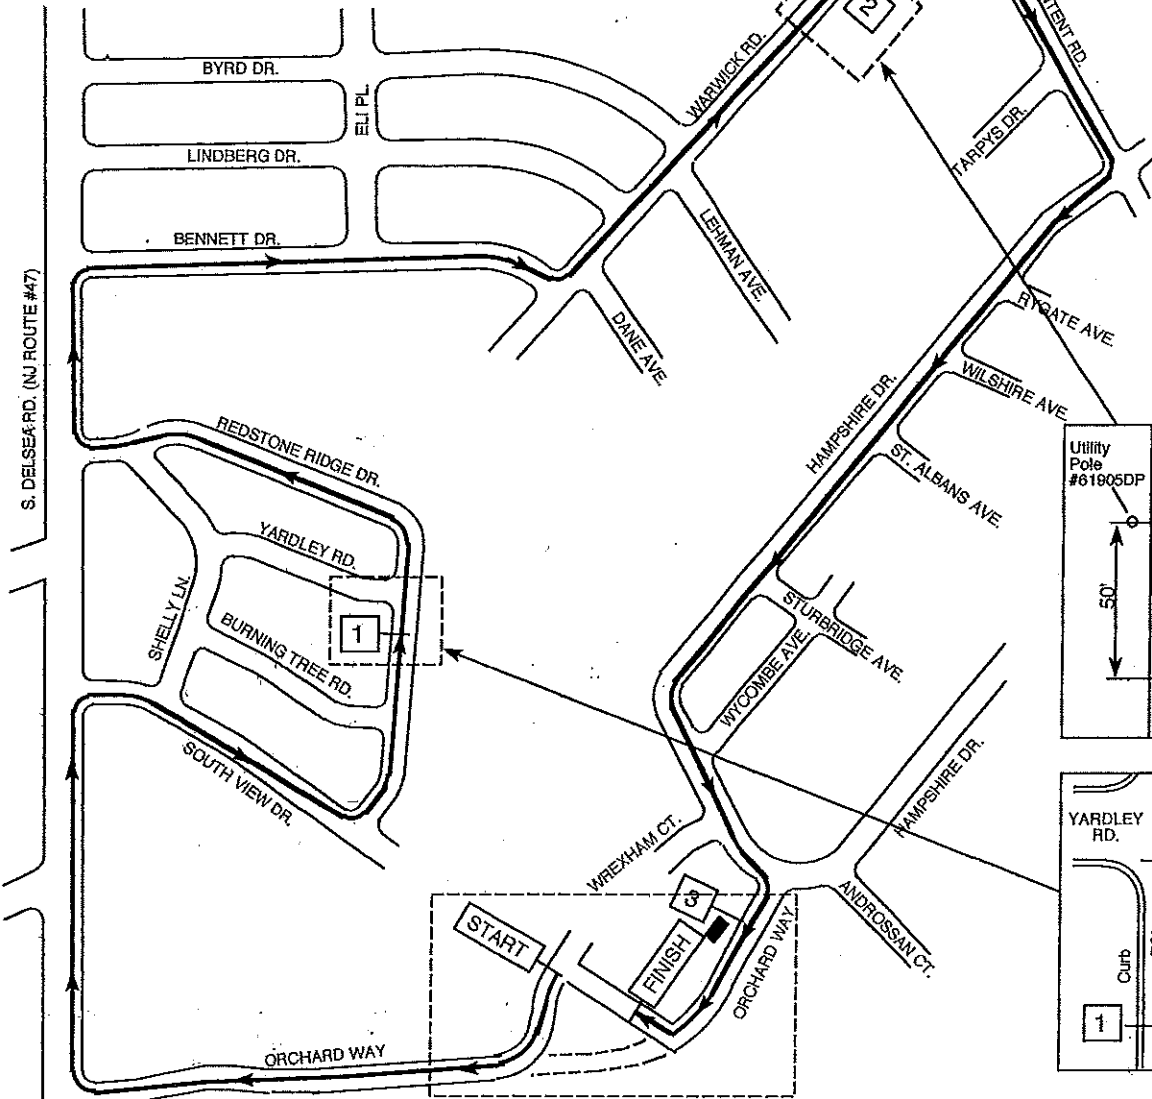 2
WARWICK RD.
TENT RD.
BYRD DR.
ELI PL.
LINDBERG DR.
TARPYS DR.
BENNETT DR.
LEHMAN AVE.
S. DELSEA RD. (NJ ROUTE #47)
DANE AVE.
RYGATE AVE.
WILSHIRE AVE.
HAMPSHIRE DR.
REDSTONE RIDGE DR.
ST. ALBANS AVE.
Utility
Pole
#61905DP
50'
YARDLEY RD.
SHELLY LN.
1
BURNING TREE RD.
STURBRIDGE AVE.
WYCOMBE AVE.
SOUTH VIEW DR.
HAMPSHIRE DR.
WREXHAM CT.
YARDLEY
RD.
3
START
FINISH
ORCHARD WAY
ANDROSSAN CT.
Curb
1
ORCHARD WAY